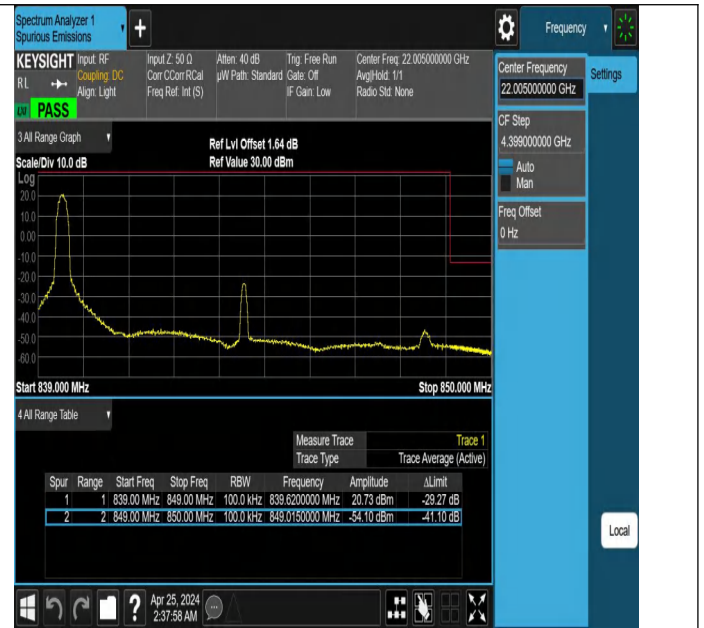 Spectrum Analyzer 1
Spurious Emissions
Frequency
KEYSIGHT
Input: RF
Coupling: DC
Align: Light
Input Z: 50 Ω
Corr CCorr RCal
Freq Ref: Int (S)
Atten: 40 dB
µW Path: Standard
Trig: Free Run
Gate: Off
IF Gain: Low
Center Freq: 22.005000000 GHz
Avg|Hold: 1/1
Radio Std: None
RL
LXI
PASS
Center Frequency
22.005000000 GHz
Settings
CF Step
4.399000000 GHz
Auto
Man
Freq Offset
0 Hz
3 All Range Graph
Scale/Div 10.0 dB
Ref Lvl Offset 1.64 dB
Ref Value 30.00 dBm
Log
20.0
10.0
0.00
-10.0
-20.0
-30.0
-40.0
-50.0
-60.0
Start 839.000 MHz
Stop 850.000 MHz
4 All Range Table
Measure Trace Trace 1
Trace Type Trace Average (Active)
Spur Range Start Freq Stop Freq RBW Frequency Amplitude ΔLimit
1 1 839.00 MHz 849.00 MHz 100.0 kHz 839.6200000 MHz 20.73 dBm -29.27 dB
2 2 849.00 MHz 850.00 MHz 100.0 kHz 849.0150000 MHz -54.10 dBm -41.10 dB
Local
?
Apr 25, 2024
2:37:58 AM